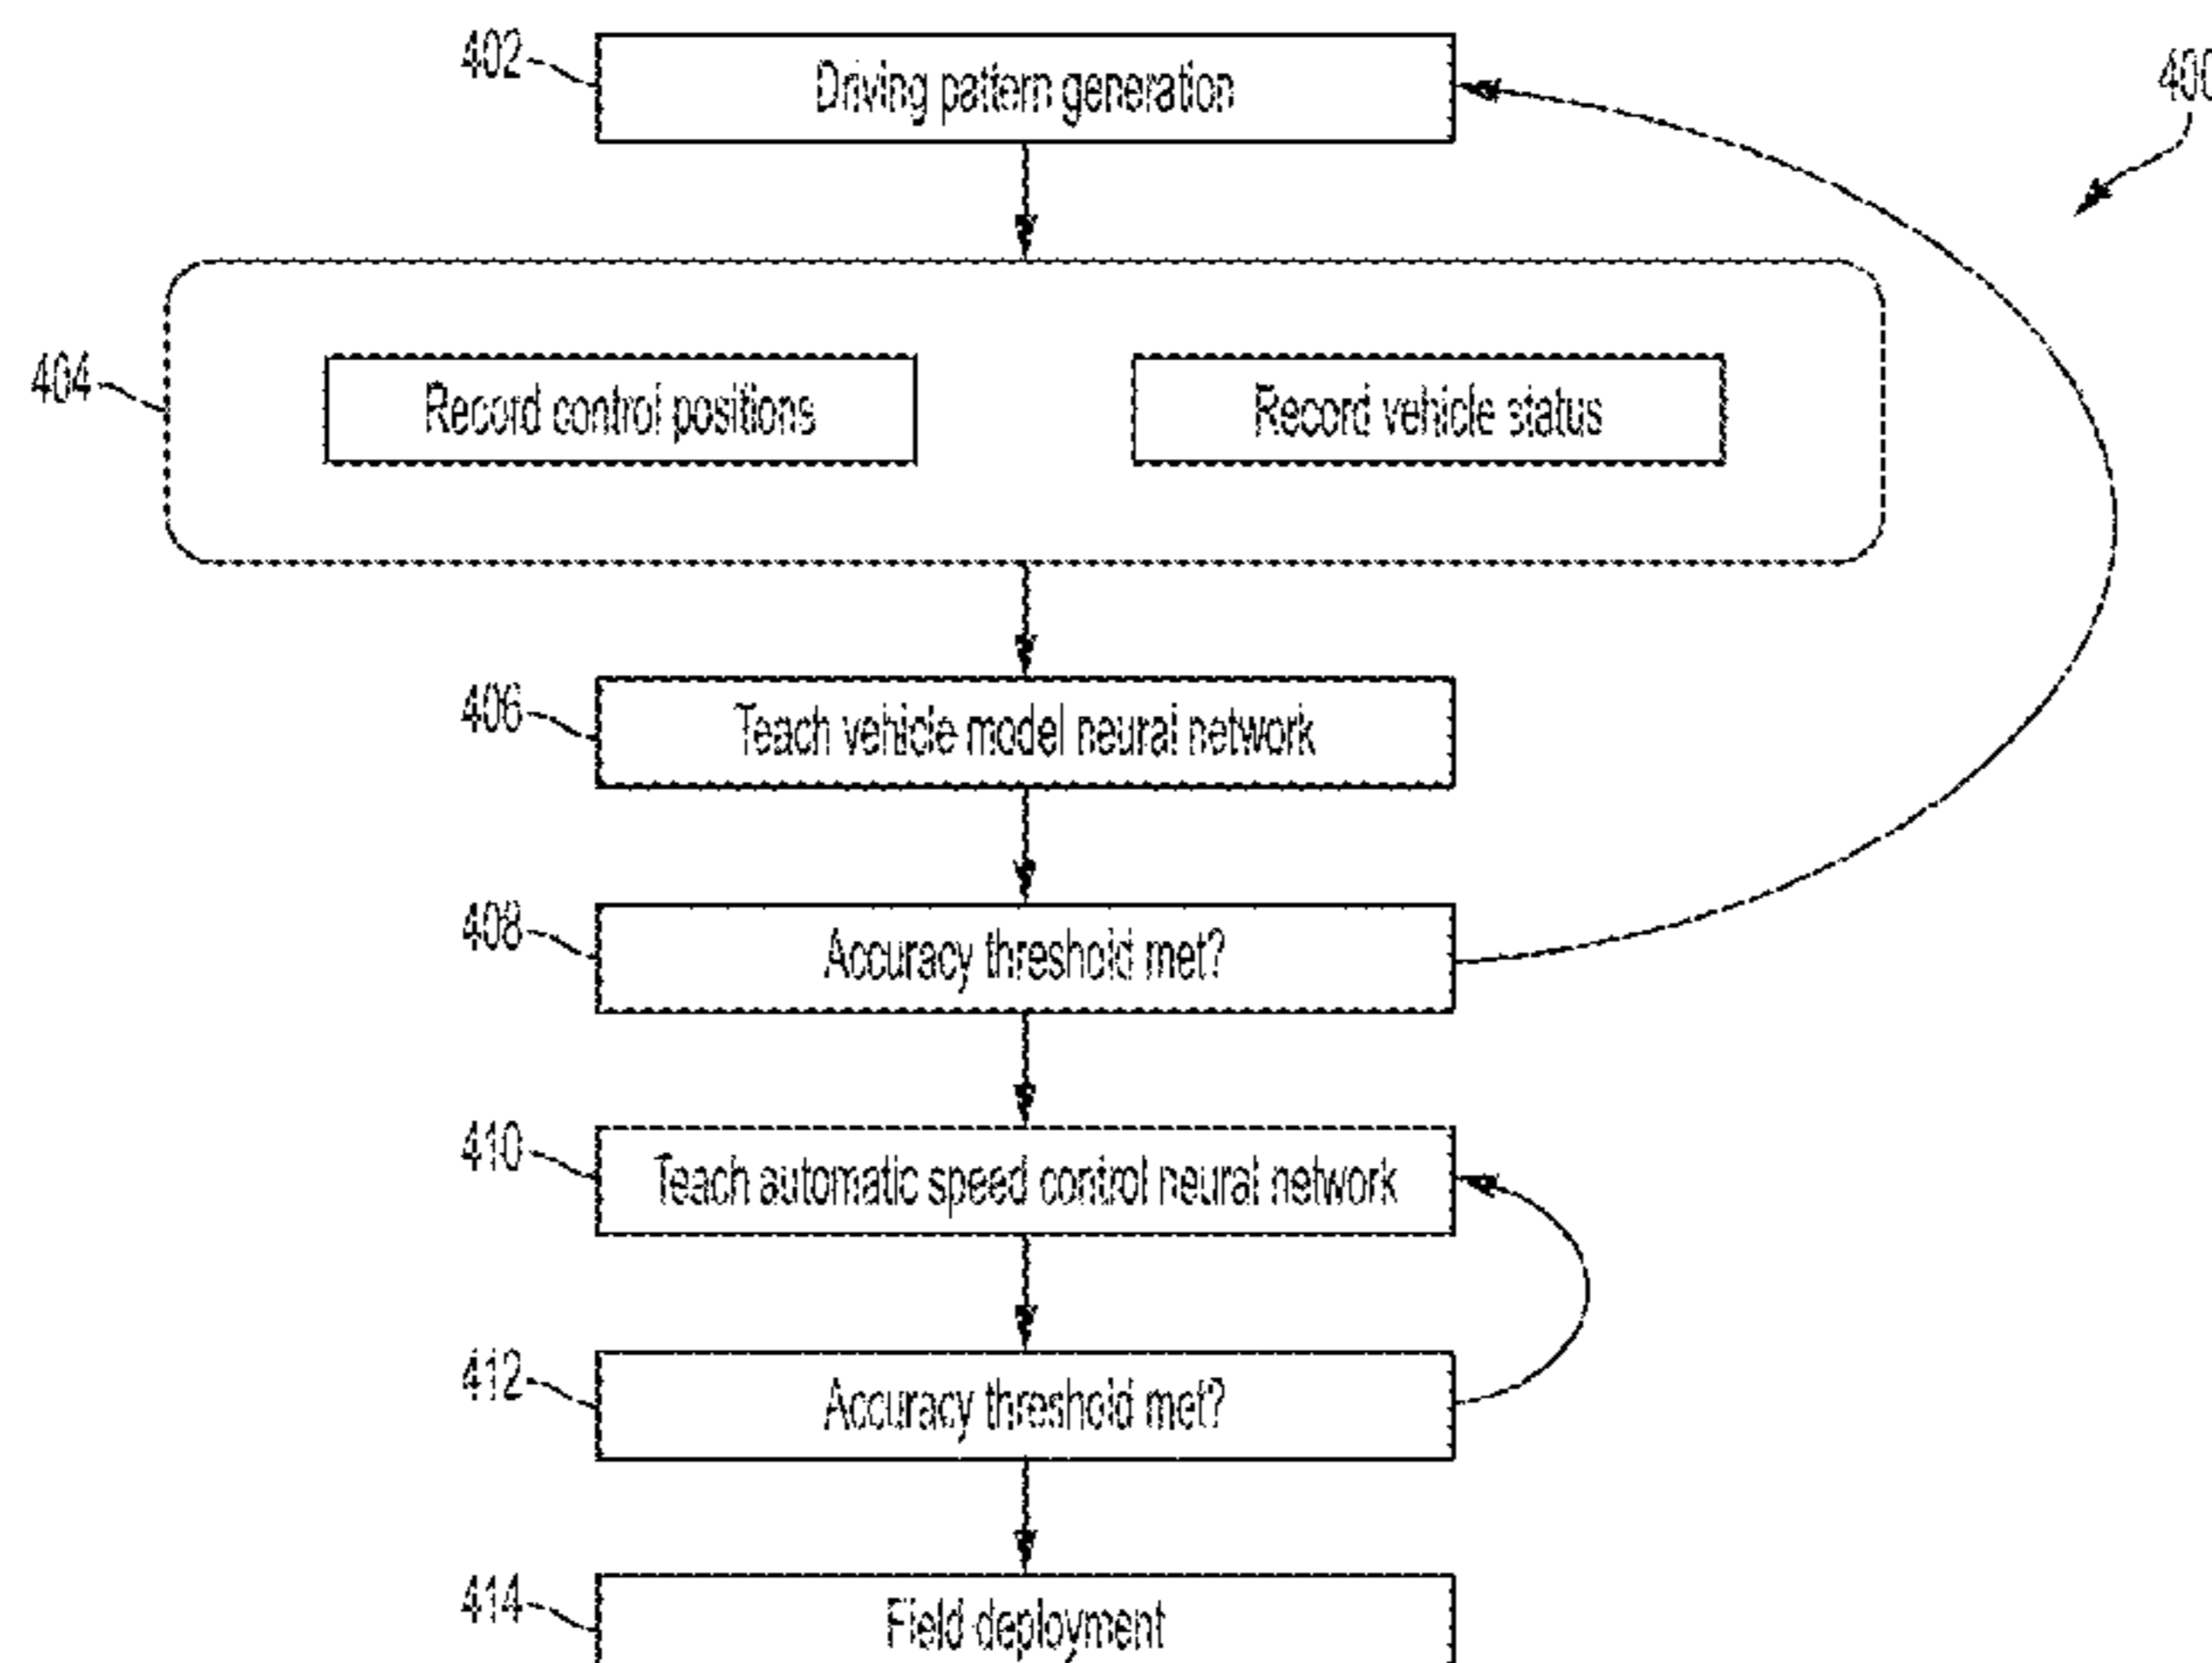 402
Driving pattern generation
400
404
Record control positions
Record vehicle status
406
Teach vehicle model neural network
408
Accuracy threshold met?
410
Teach automatic speed control neural network
412
Accuracy threshold met?
414
Field deployment